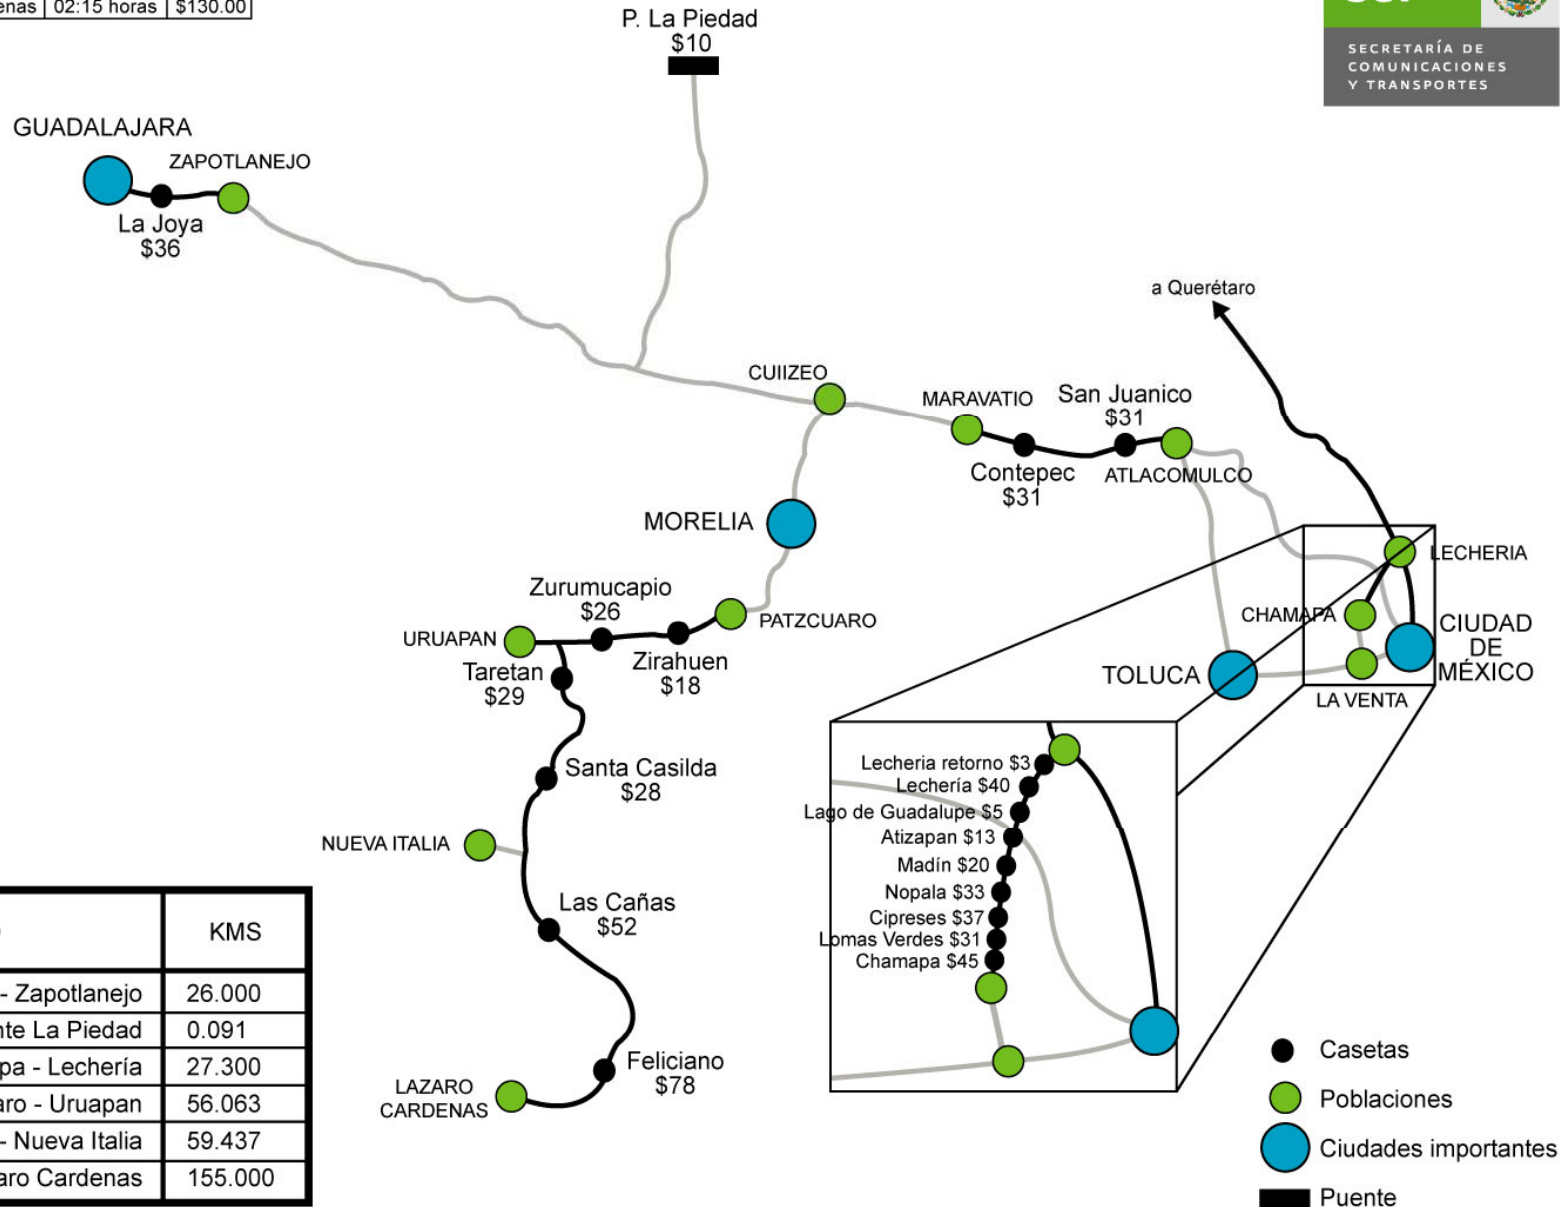 02:15 horas $130.00
P. La Piedad
$10
SECRETARÍA DE
COMUNICACIONES
Y TRANSPORTES
GUADALAJARA
ZAPOTLANEJO
La Joya
$36
a Querétaro
CUIIZEO
MARAVATIO
San Juanico
$31
Contepec
$31
ATLACOMULCO
MORELIA
LECHERIA
CHAMAPA
CIUDAD
DE
MÉXICO
TOLUCA
LA VENTA
Zurumucapio
$26
PATZCUARO
URUAPAN
Zirahuen
$18
Taretan
$29
Santa Casilda
$28
NUEVA ITALIA
Las Cañas
$52
Feliciano
$78
LAZARO
CARDENAS
Lecheria retorno $3
Lechería $40
Lago de Guadalupe $5
Atizapan $13
Madín $20
Nopala $33
Cipreses $37
Lomas Verdes $31
Chamapa $45
KMS
- Zapotlanejo 26.000
La Piedad 0.091
- Lechería 27.300
- Uruapan 56.063
- Nueva Italia 59.437
Cardenas 155.000
Casetas
Poblaciones
Ciudades importantes
Puente